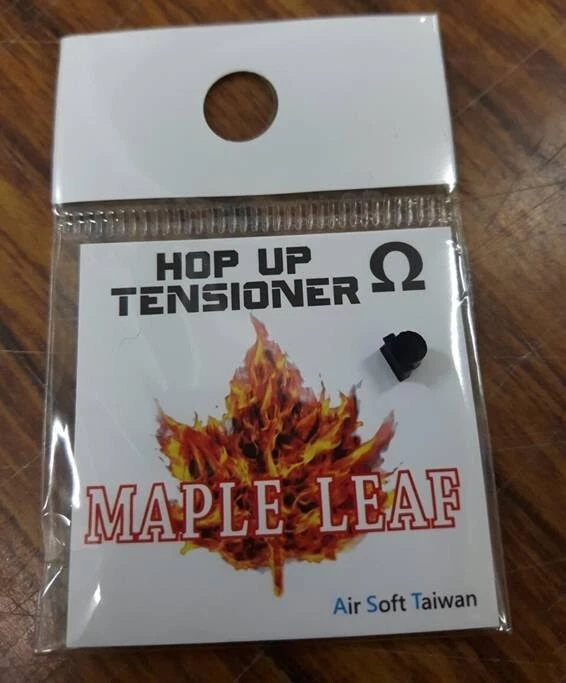 HOP UP Ω
TENSIONER
MAPLE LEAF
Air Soft Taiwan